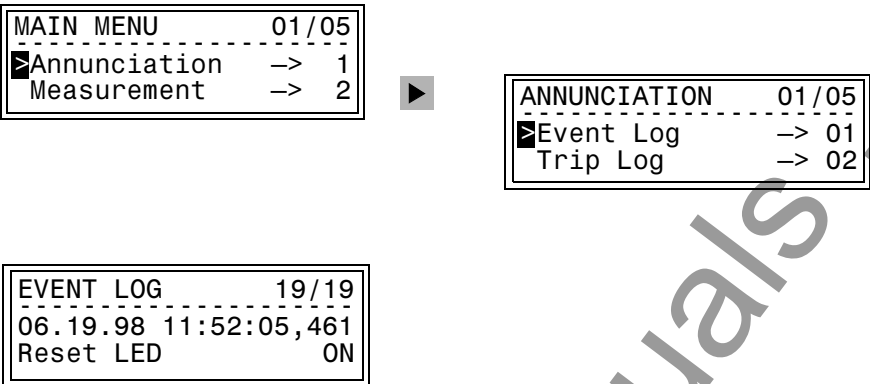 MAIN MENU 01/05
>Annunciation —> 1
Measurement —> 2
ANNUNCIATION 01/05
>Event Log —> 01
Trip Log —> 02
EVENT LOG 19/19
06.19.98 11:52:05,461
Reset LED ON
uals